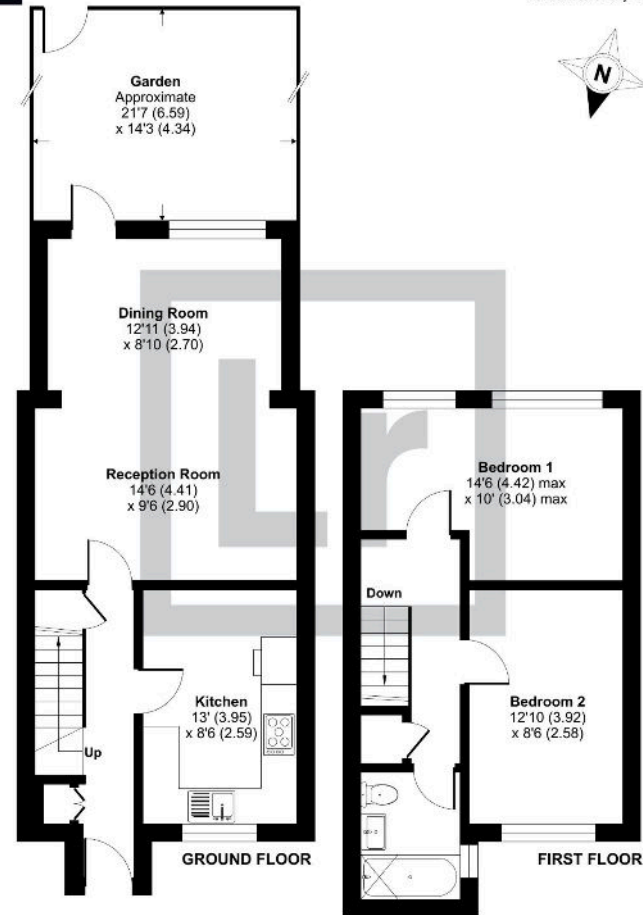 Garden
Approximate
21'7 (6.59)
x 14'3 (4.34)
N
Dining Room
12'11 (3.94)
x 8'10 (2.70)
Reception Room
14'6 (4.41)
x 9'6 (2.90)
Up
Kitchen
13' (3.95)
x 8'6 (2.59)
GROUND FLOOR
Bedroom 1
14'6 (4.42) max
x 10' (3.04) max
Down
Bedroom 2
12'10 (3.92)
x 8'6 (2.58)
FIRST FLOOR
Lr